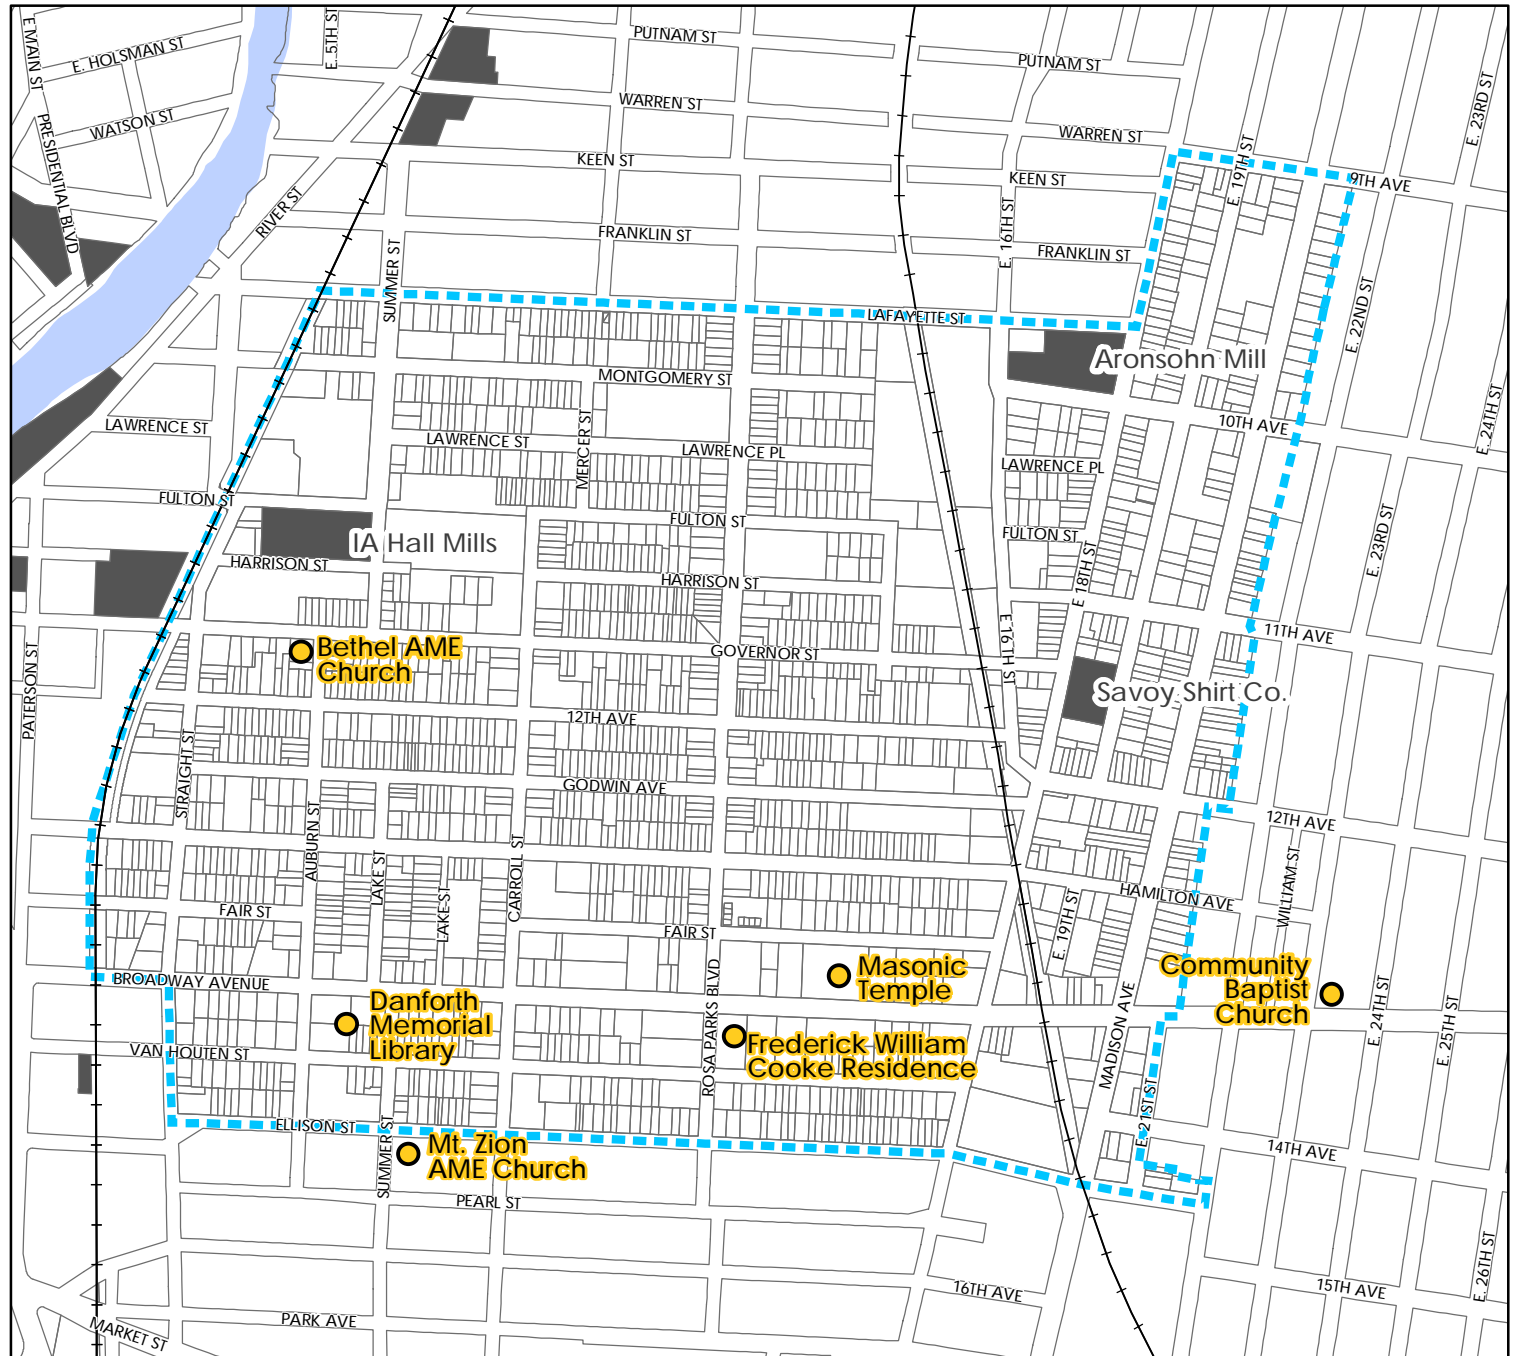 E MAIN ST
E. HOLSMAN ST
E. 5TH ST
PUTNAM ST
PUTNAM ST
E. 23RD ST
WATSON ST
PRESIDENTIAL BLVD
WARREN ST
WARREN ST
KEEN ST
KEEN ST
E. 19TH ST
9TH AVE
RIVER ST
E. 16TH ST
FRANKLIN ST
FRANKLIN ST
SUMMER ST
LAFAYETTE ST
E. 22ND ST
Aronsohn Mill
MONTGOMERY ST
LAWRENCE ST
LAWRENCE ST
MERCER ST
LAWRENCE PL
LAWRENCE PL
10TH AVE
E. 24TH ST
FULTON ST
FULTON ST
FULTON ST
IA Hall Mills
HARRISON ST
HARRISON ST
E. 18TH ST
E. 23RD ST
E. 16TH ST
11TH AVE
PATERSON ST
Bethel AME
Church
GOVERNOR ST
Savoy Shirt Co.
12TH AVE
STRAIGHT ST
GODWIN AVE
AUBURN ST
12TH AVE
LAKE ST
LAKE ST
CARROLL ST
HAMILTON AVE
WILLIAM ST
FAIR ST
FAIR ST
E. 19TH ST
Masonic
Temple
Community
Baptist
Church
BROADWAY AVENUE
Danforth
Memorial
Library
ROSA PARKS BLVD
MADISON AVE
E. 24TH ST
E. 25TH ST
Frederick William
Cooke Residence
VAN HOUTEN ST
E. 21ST ST
ELLISON ST
SUMMER ST
Mt. Zion
AME Church
14TH AVE
PEARL ST
E. 26TH ST
16TH AVE
15TH AVE
PARK AVE
MARKET ST